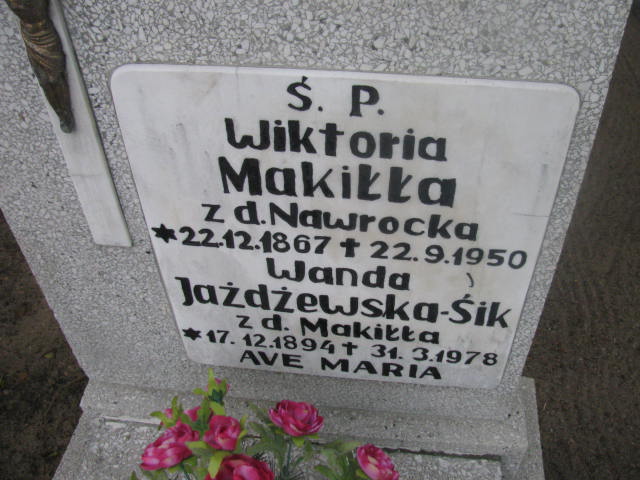 Ś. P.
Wiktoria
Makiłła
z d. Nawrocka
*22.12.1867 † 22.9.1950
Wanda
Jażdżewska-Śik
z d. Makiłła
*17.12.1894 † 31.3.1978
AVE MARIA